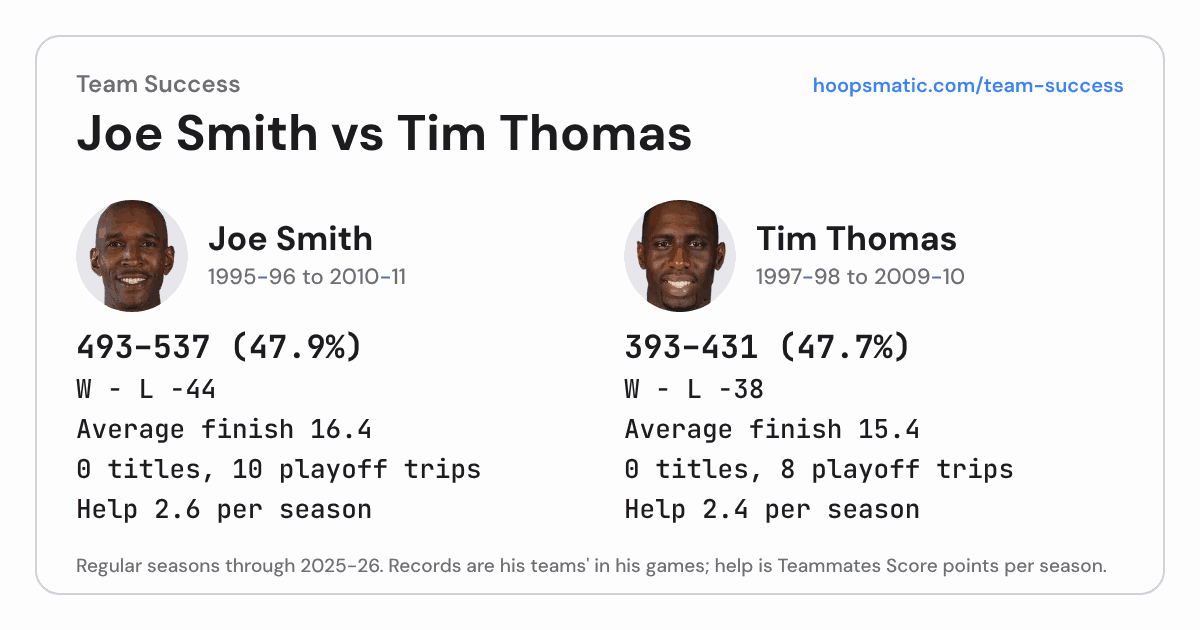 Team Success
hoopsmatic.com/team-success
Joe Smith vs Tim Thomas
Joe Smith
1995-96 to 2010-11
493-537 (47.9%)
W - L -44
Average finish 16.4
0 titles, 10 playoff trips
Help 2.6 per season
Tim Thomas
1997-98 to 2009-10
393-431 (47.7%)
W - L -38
Average finish 15.4
0 titles, 8 playoff trips
Help 2.4 per season
Regular seasons through 2025-26. Records are his teams' in his games; help is Teammates Score points per season.